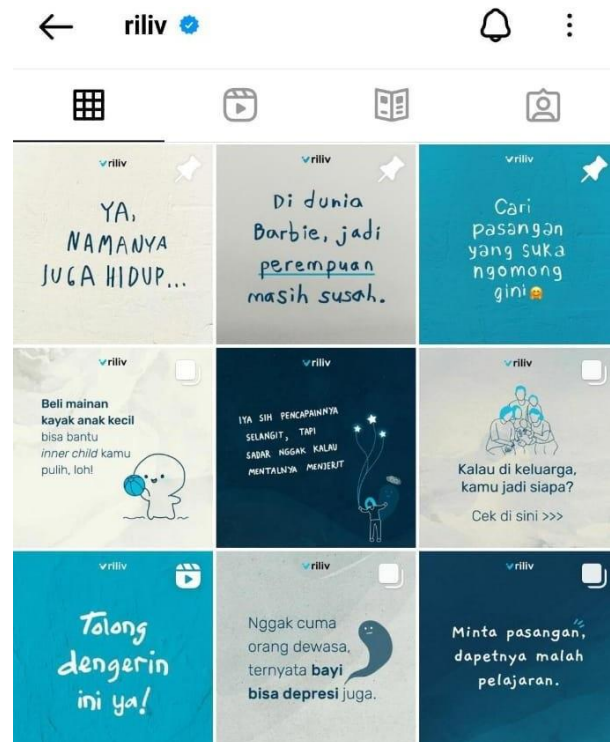 riliv
riliv
YA,
NAMANYA
JUGA HIDUP...
riliv
Di dunia
Barbie, jadi
perempuan
masih susah.
riliv
Cari
pasangan
yang suka
ngomong
gini🤗
riliv
Beli mainan
kayak anak kecil
bisa bantu
inner child kamu
pulih, loh!
riliv
IYA SIH PENCAPAINNYA
SELANGIT, TAPI
SADAR NGGAK KALAU
MENTALNYA MENJERIT
riliv
Kalau di keluarga,
kamu jadi siapa?
Cek di sini >>>
riliv
Tolong
dengerin
ini ya!
riliv
Nggak cuma
orang dewasa,
ternyata bayi
bisa depresi juga.
riliv
Minta pasangan,
dapetnya malah
pelajaran.